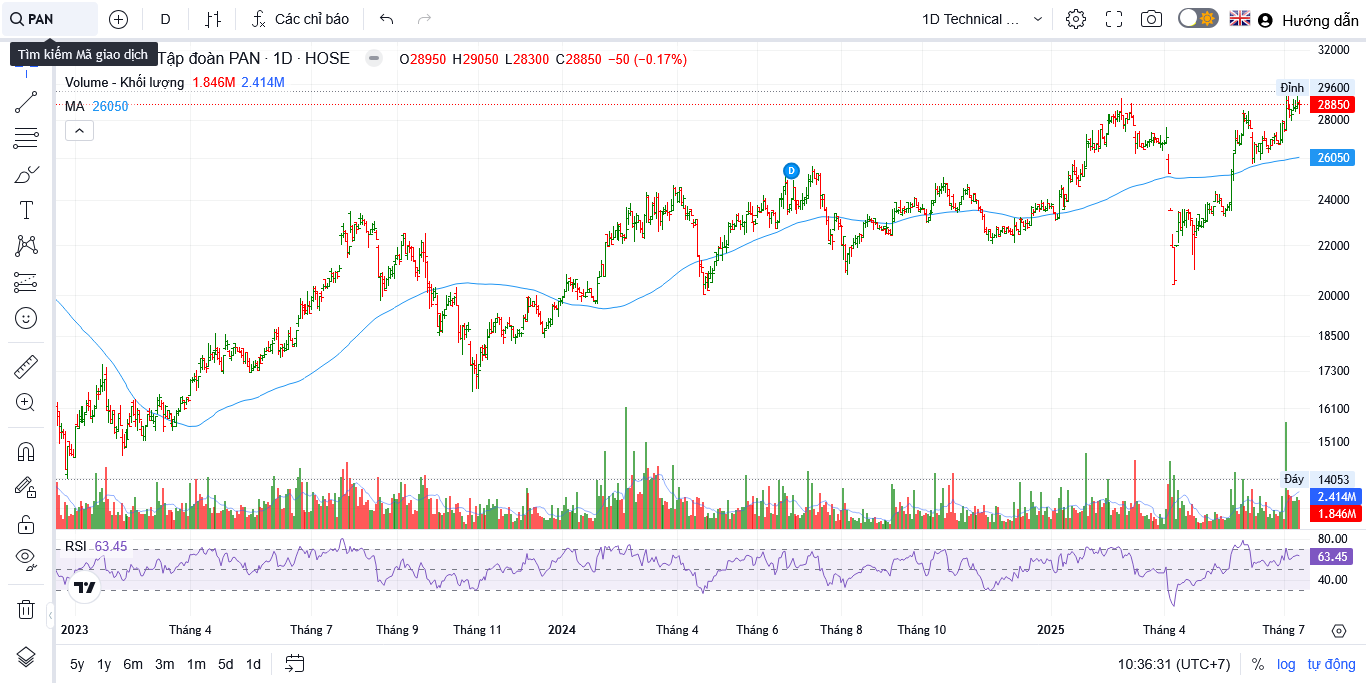 PAN
D
Các chỉ báo
1D Technical ...
Hướng dẫn
Tìm kiếm Mã giao dịch
Tập đoàn PAN · 1D · HOSE
O28950 H29050 L28300 C28850 −50 (−0.17%)
Volume - Khối lượng 1.846M 2.414M
MA 26050
32000
Đỉnh 29600
28850
28000
26050
D
24000
22000
20000
18500
17300
16100
15100
Đáy 14053
2.414M
1.846M
RSI 63.45
80.00
63.45
40.00
2023 Tháng 4 Tháng 7 Tháng 9 Tháng 11 2024 Tháng 4 Tháng 6 Tháng 8 Tháng 10 2025 Tháng 4 Tháng 7
5y 1y 6m 3m 1m 5d 1d
10:36:31 (UTC+7) % log tự động